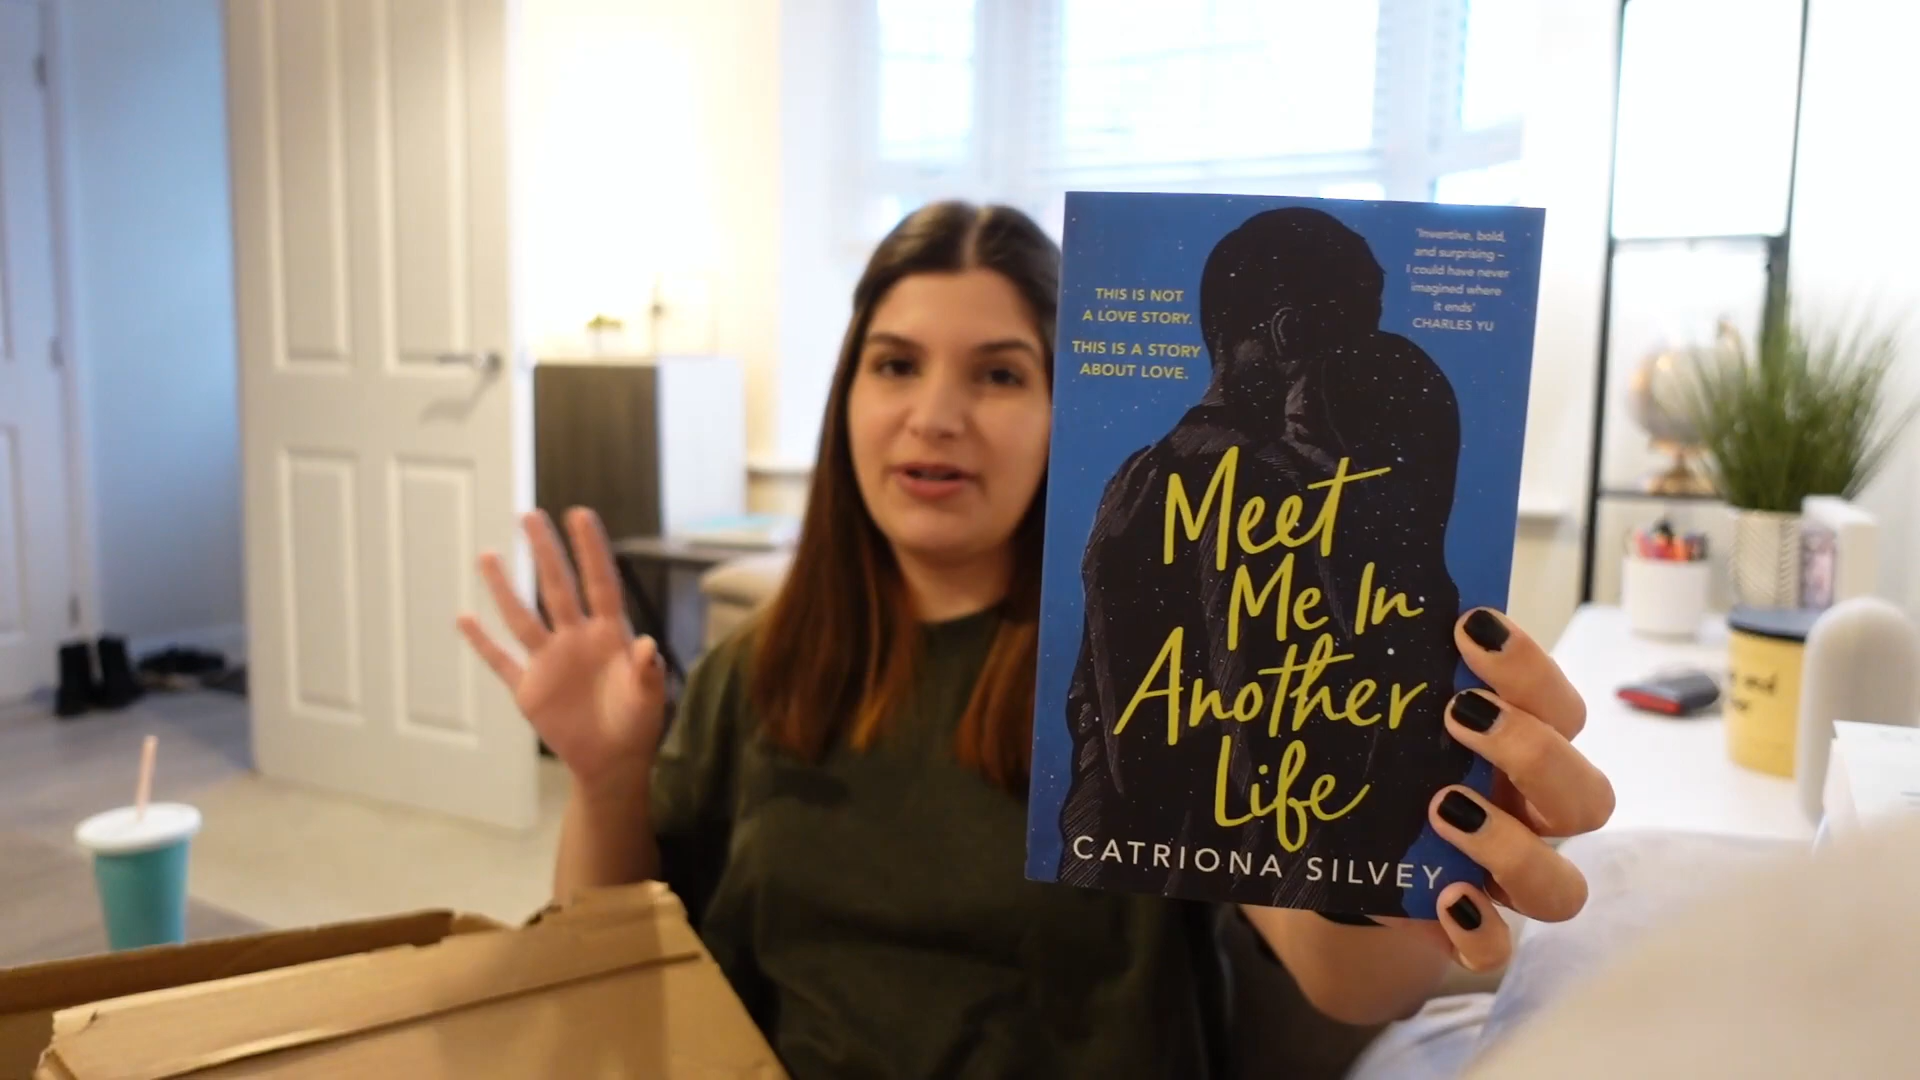 THIS IS NOT
A LOVE STORY.
THIS IS A STORY
ABOUT LOVE.
'Inventive, bold,
and surprising –
I could have never
imagined where
it ends'
CHARLES YU
Meet
Me In
Another
Life
CATRIONA SILVEY